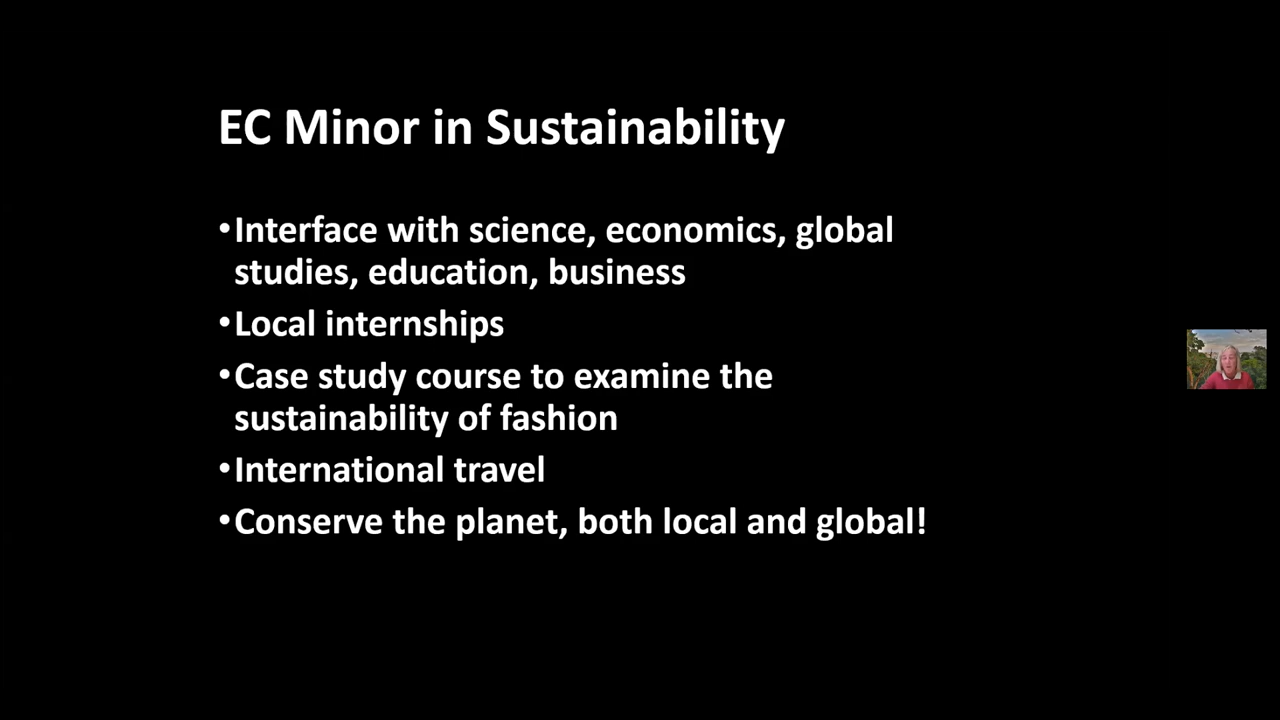 EC Minor in Sustainability
•Interface with science, economics, global
studies, education, business
•Local internships
•Case study course to examine the
sustainability of fashion
•International travel
•Conserve the planet, both local and global!